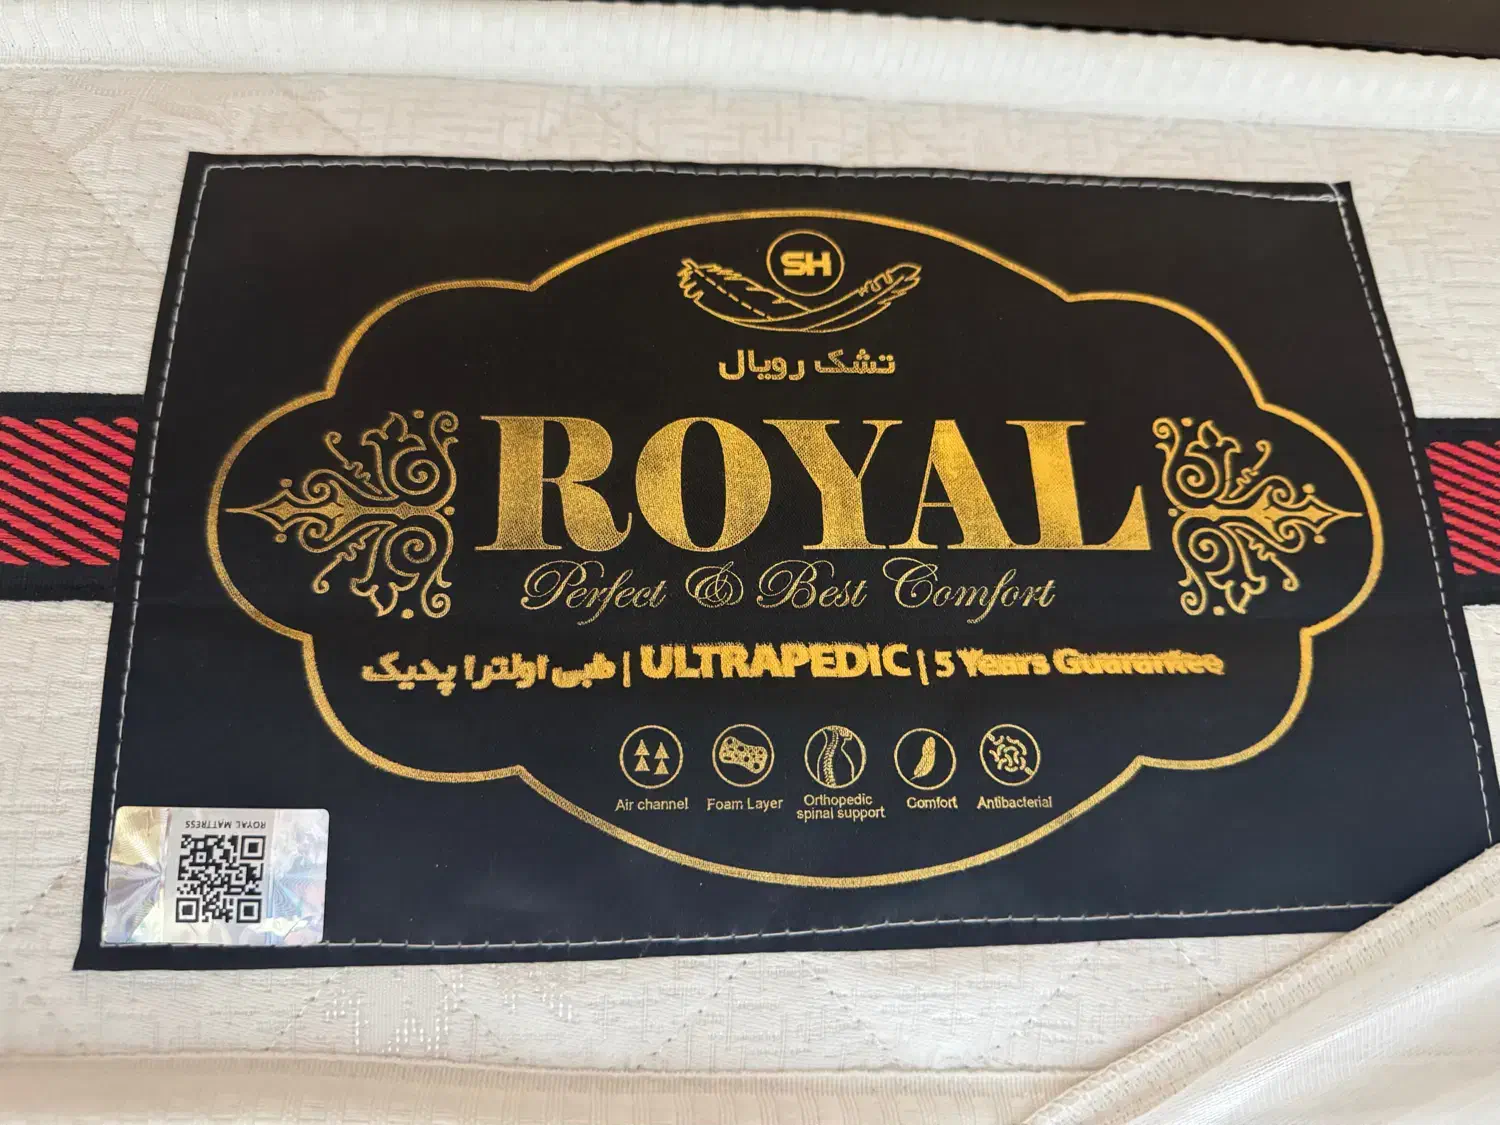 SH
تشک رویال
ROYAL
Perfect & Best Comfort
طبی اولترا پدیک | ULTRAPEDIC | 5 Years Guarantee
Air channel
Foam Layer
Orthopedic
spinal support
Comfort
Antibacterial
ROYAL MATTRESS